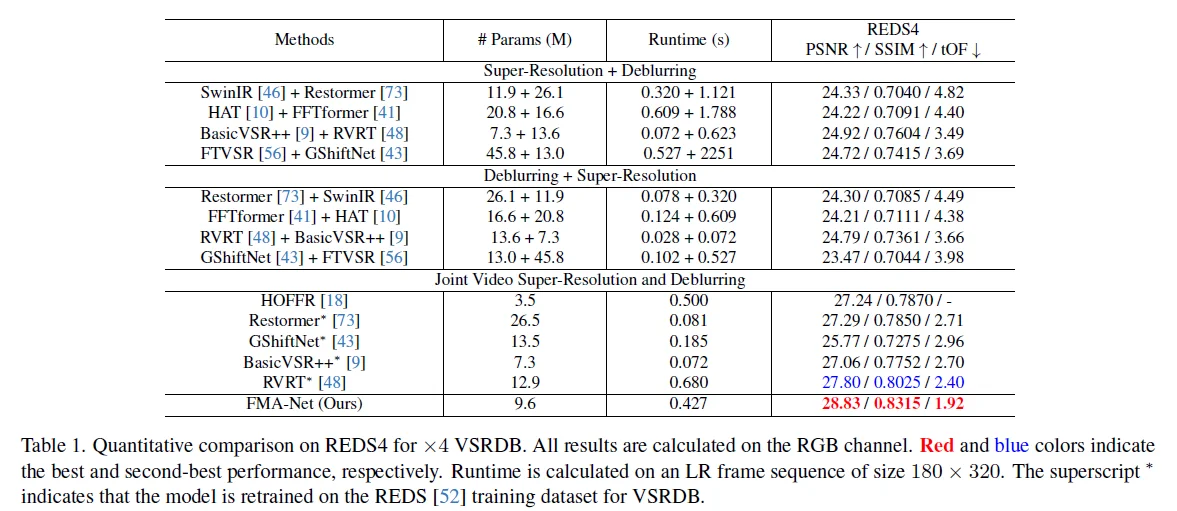 Methods # Params (M) Runtime (s) REDS4
PSNR ↑ / SSIM ↑ / tOF ↓
Super-Resolution + Deblurring
SwinIR [46] + Restormer [73] 11.9 + 26.1 0.320 + 1.121 24.33 / 0.7040 / 4.82
HAT [10] + FFTformer [41] 20.8 + 16.6 0.609 + 1.788 24.22 / 0.7091 / 4.40
BasicVSR++ [9] + RVRT [48] 7.3 + 13.6 0.072 + 0.623 24.92 / 0.7604 / 3.49
FTVSR [56] + GShiftNet [43] 45.8 + 13.0 0.527 + 2251 24.72 / 0.7415 / 3.69
Deblurring + Super-Resolution
Restormer [73] + SwinIR [46] 26.1 + 11.9 0.078 + 0.320 24.30 / 0.7085 / 4.49
FFTformer [41] + HAT [10] 16.6 + 20.8 0.124 + 0.609 24.21 / 0.7111 / 4.38
RVRT [48] + BasicVSR++ [9] 13.6 + 7.3 0.028 + 0.072 24.79 / 0.7361 / 3.66
GShiftNet [43] + FTVSR [56] 13.0 + 45.8 0.102 + 0.527 23.47 / 0.7044 / 3.98
Joint Video Super-Resolution and Deblurring
HOFFR [18] 3.5 0.500 27.24 / 0.7870 / -
Restormer* [73] 26.5 0.081 27.29 / 0.7850 / 2.71
GShiftNet* [43] 13.5 0.185 25.77 / 0.7275 / 2.96
BasicVSR++* [9] 7.3 0.072 27.06 / 0.7752 / 2.70
RVRT* [48] 12.9 0.680 27.80 / 0.8025 / 2.40
FMA-Net (Ours) 9.6 0.427 28.83 / 0.8315 / 1.92
Table 1. Quantitative comparison on REDS4 for ×4 VSRDB. All results are calculated on the RGB channel. Red and blue colors indicate
the best and second-best performance, respectively. Runtime is calculated on an LR frame sequence of size 180 × 320. The superscript *
indicates that the model is retrained on the REDS [52] training dataset for VSRDB.